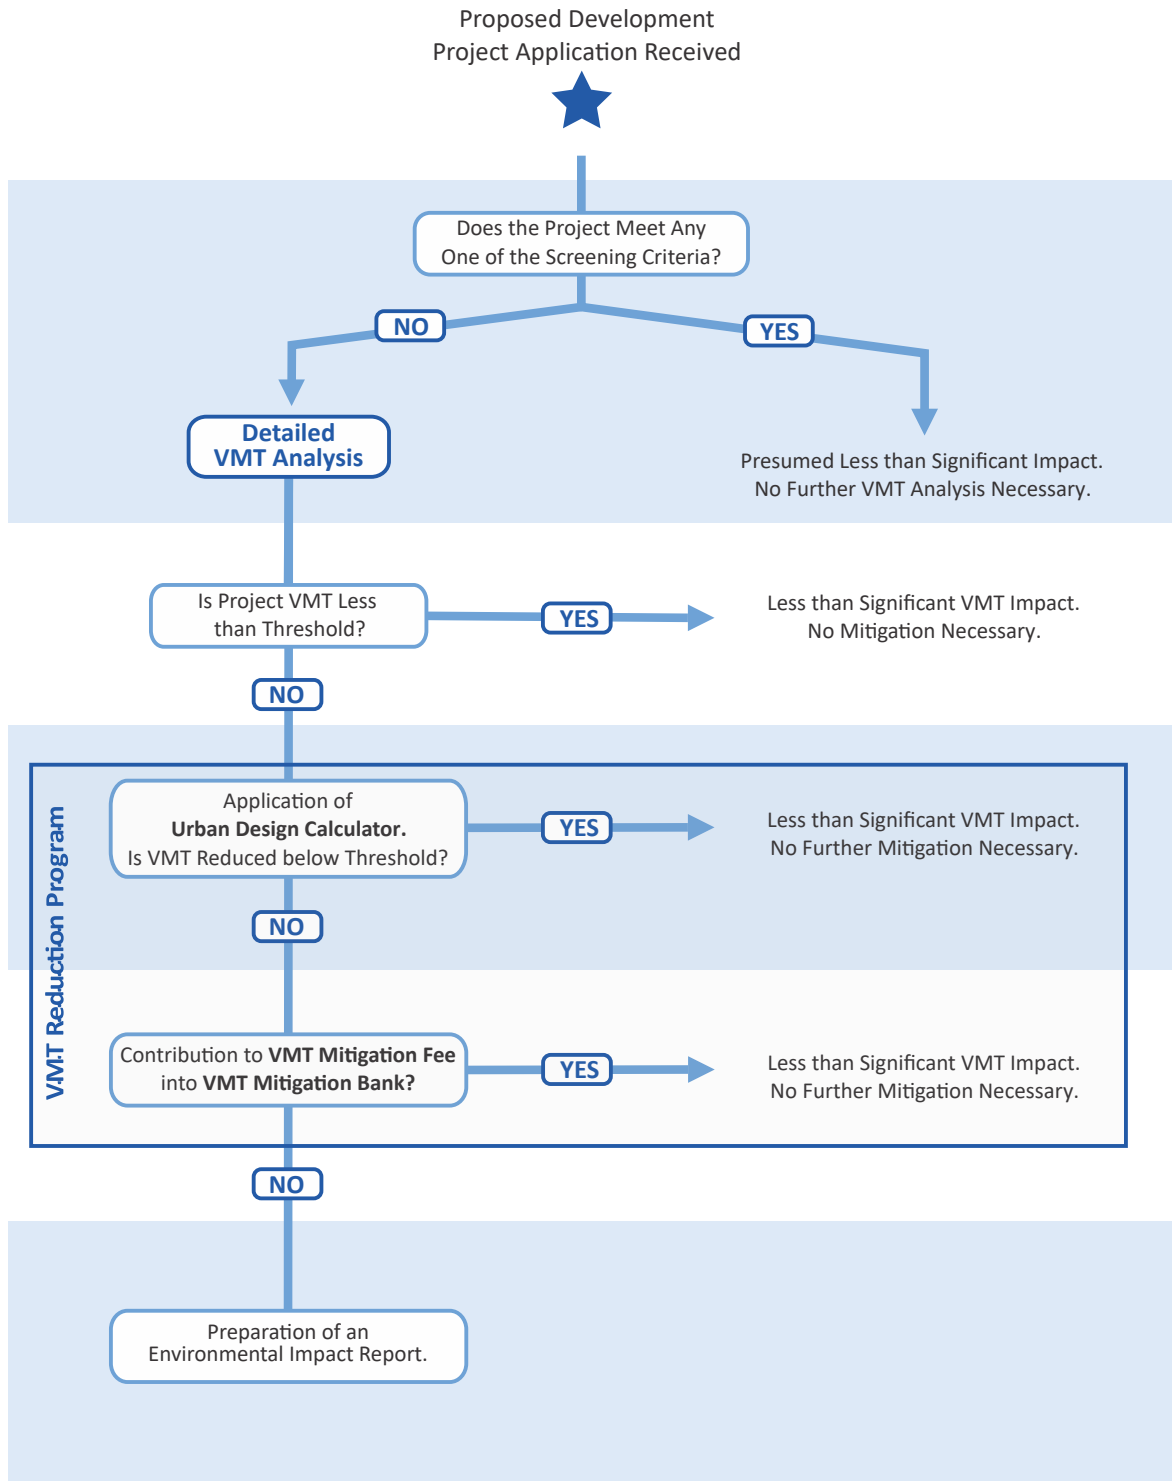 Proposed Development
Project Application Received
Does the Project Meet Any
One of the Screening Criteria?
NO
YES
Detailed
VMT Analysis
Presumed Less than Significant Impact.
No Further VMT Analysis Necessary.
Is Project VMT Less
than Threshold?
YES
Less than Significant VMT Impact.
No Mitigation Necessary.
NO
VMT Reduction Program
Application of
Urban Design Calculator.
Is VMT Reduced below Threshold?
YES
Less than Significant VMT Impact.
No Further Mitigation Necessary.
NO
Contribution to VMT Mitigation Fee
into VMT Mitigation Bank?
YES
Less than Significant VMT Impact.
No Further Mitigation Necessary.
NO
Preparation of an
Environmental Impact Report.